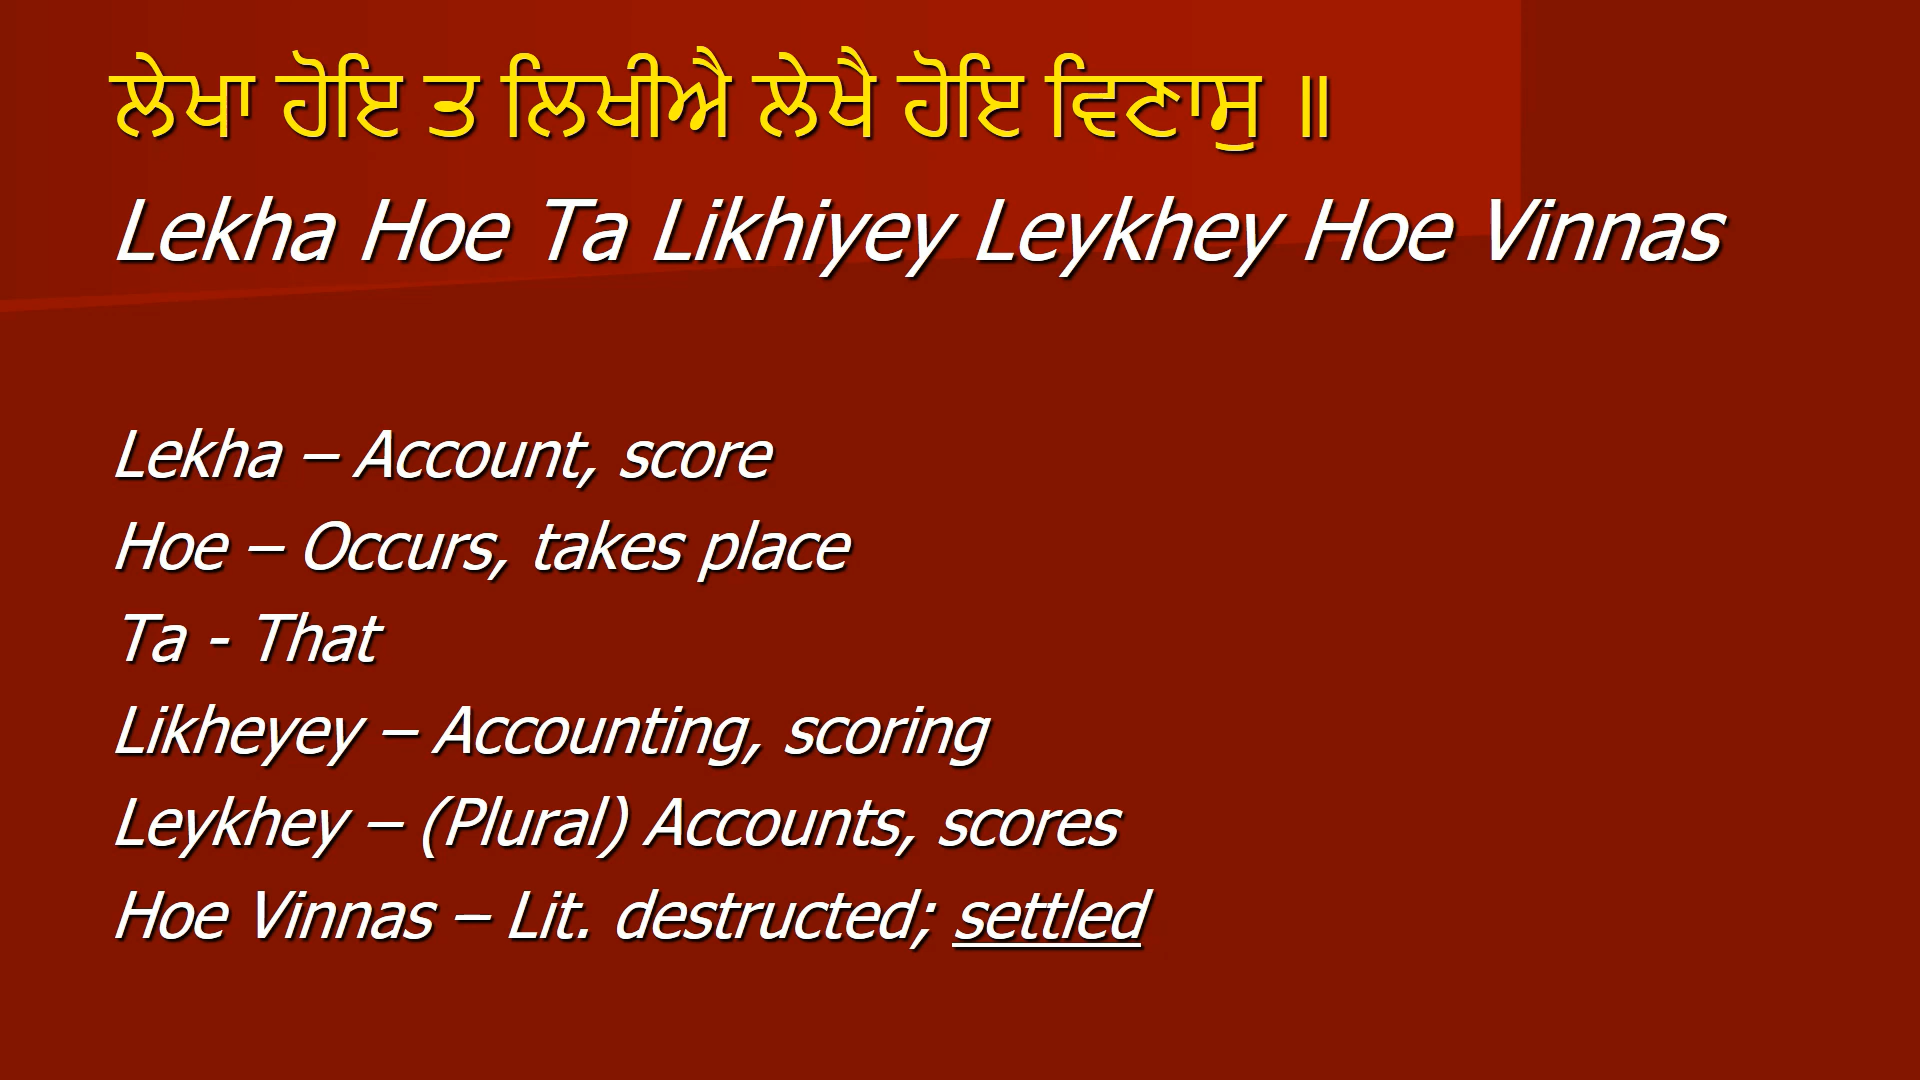 ਲੇਖਾ ਹੋਇ ਤ ਲਿਖੀਐ ਲੇਖੈ ਹੋਇ ਵਿਣਾਸੁ ॥
Lekha Hoe Ta Likhiyey Leykhey Hoe Vinnas
Lekha – Account, score
Hoe – Occurs, takes place
Ta - That
Likheyey – Accounting, scoring
Leykhey – (Plural) Accounts, scores
Hoe Vinnas – Lit. destructed; settled